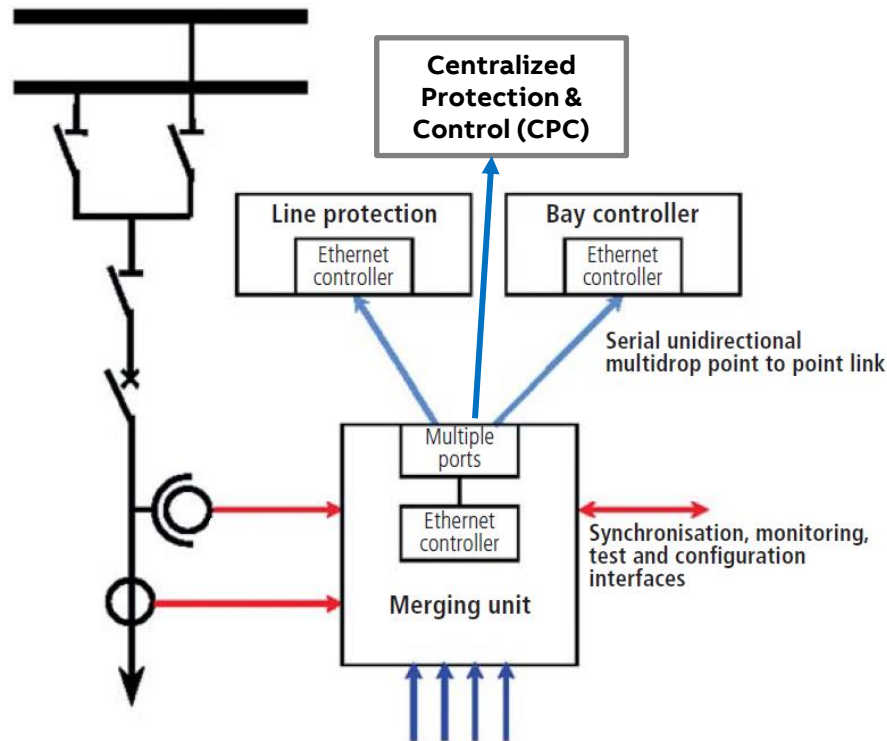 Centralized
Protection &
Control (CPC)
Line protection
Ethernet
controller
Bay controller
Ethernet
controller
Serial unidirectional
multidrop point to point link
Multiple
ports
Ethernet
controller
Merging unit
Synchronisation, monitoring,
test and configuration
interfaces